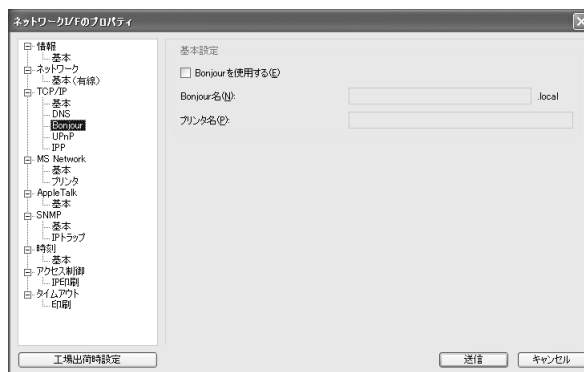 ネットワークI/Fのプロパティ
情報
基本
ネットワーク
基本(有線)
TCP/IP
基本
DNS
Bonjour
UPnP
IPP
MS Network
基本
プリンタ
AppleTalk
基本
SNMP
基本
IPトラップ
時刻
基本
アクセス制御
IP印刷
タイムアウト
印刷
基本設定
Bonjourを使用する(E)
Bonjour名(N):
.local
プリンタ名(P):
工場出荷時設定
送信
キャンセル